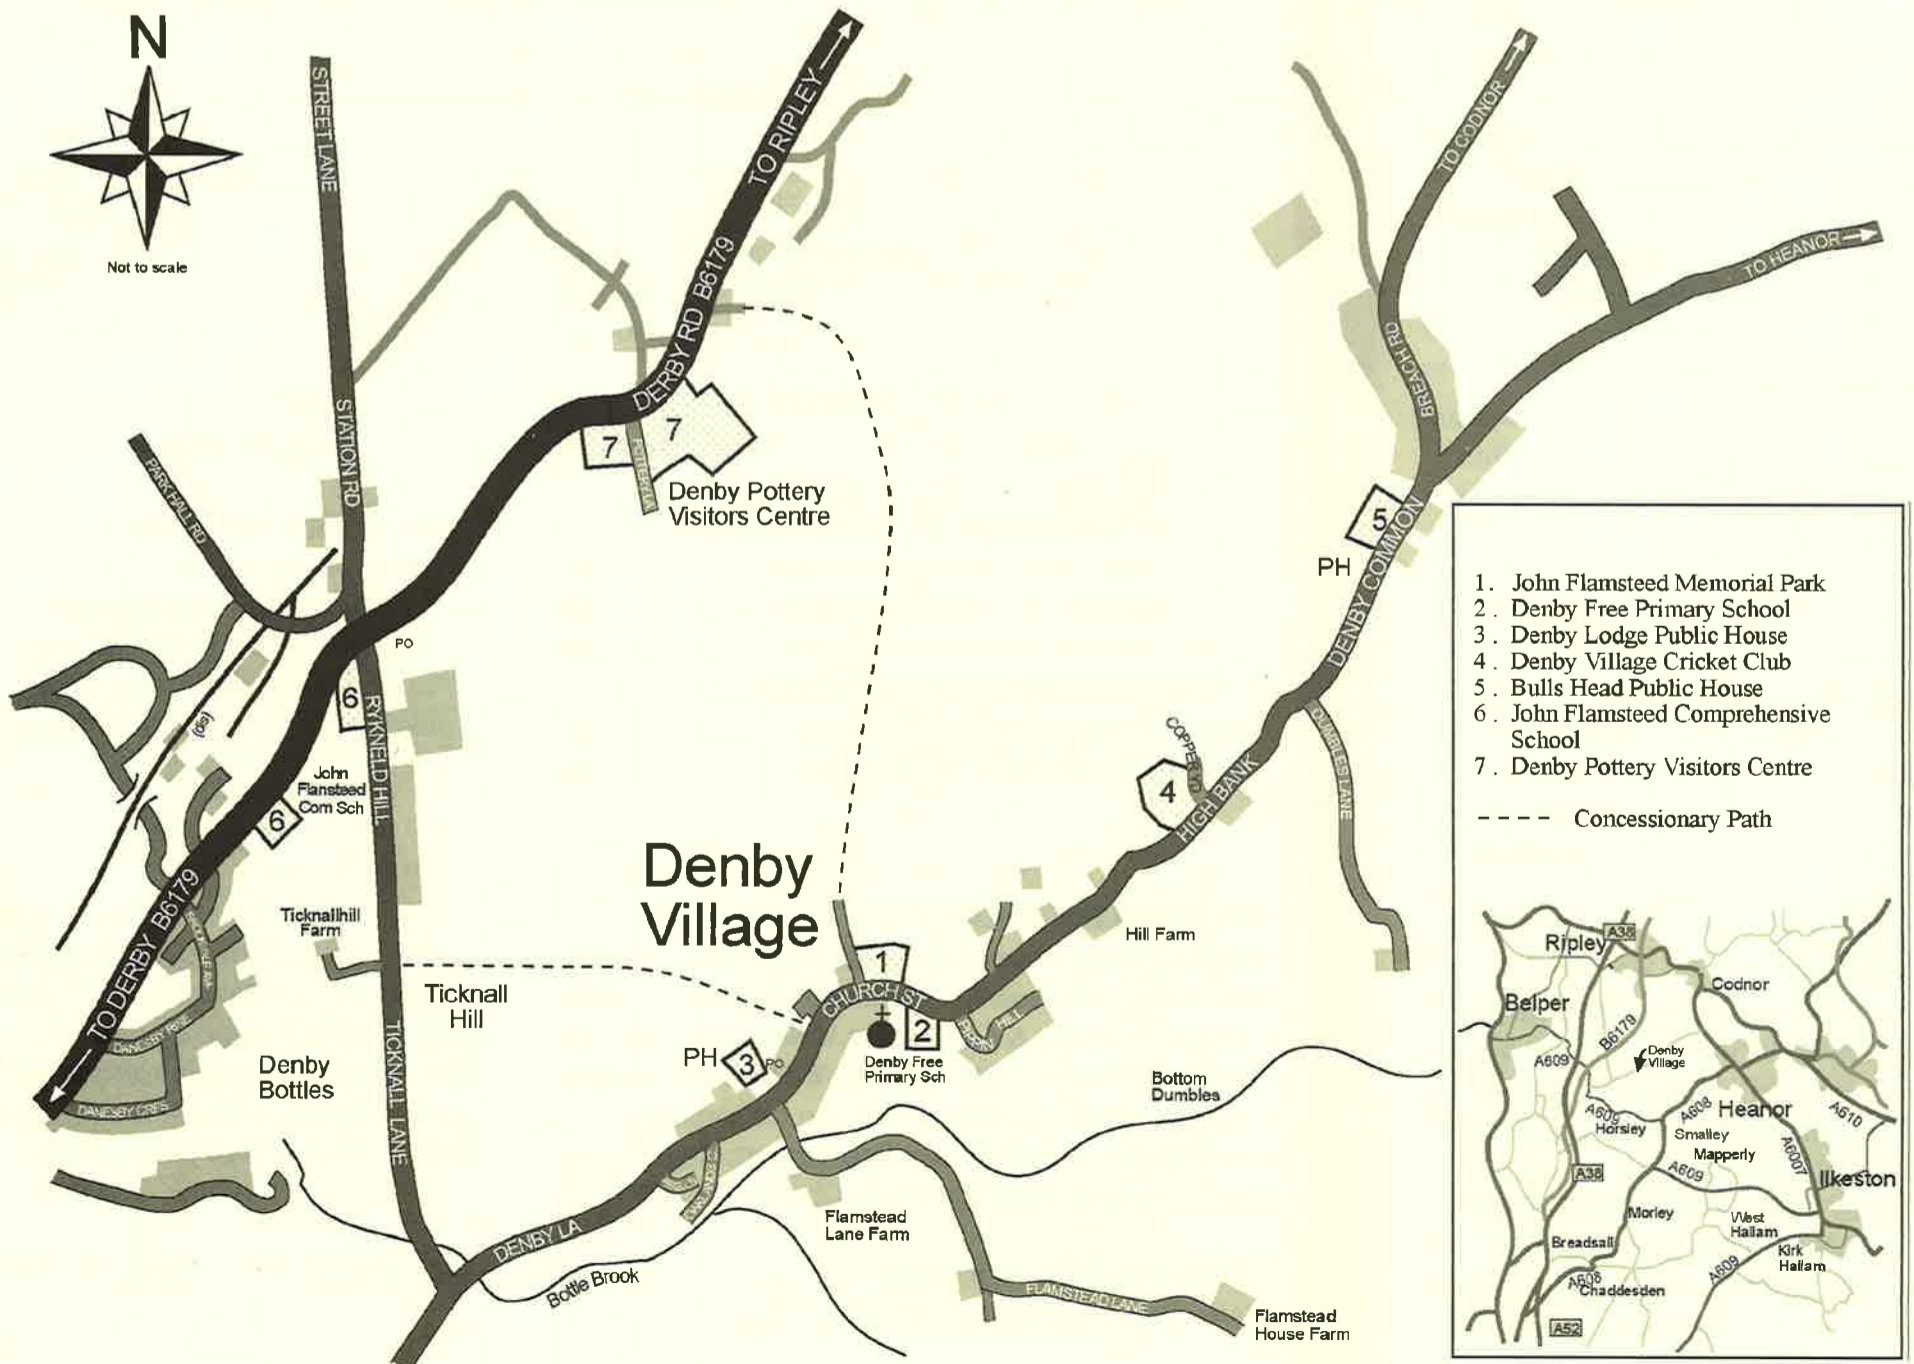 N
Not to scale
STREET LANE
STATION RD
PARK HALL RD
TO RIPLEY
DERBY RD B6179
7
7
POTTERY LA
Denby Pottery
Visitors Centre
PO
6
RYKNELD HILL
(dis)
John
Flansteed
Com Sch
6
TO DERBY B6179
DANESBY RISE
DANESBY CRES
Denby
Bottles
Ticknallhill
Farm
Ticknall
Hill
TICKNALL LANE
Denby
Village
1
CHURCH ST
2
Denby Free
Primary Sch
PH
3
PO
HILL
Hill Farm
4
COPPER YD
HIGH BANK
DUMBLES LANE
DENBY COMMON
5
PH
BREACH RD
TO CODNOR
TO HEANOR
Bottom
Dumbles
DENBY LA
Bottle Brook
Flamstead
Lane Farm
FLAMSTEAD LANE
Flamstead
House Farm
1. John Flamsteed Memorial Park
2. Denby Free Primary School
3. Denby Lodge Public House
4. Denby Village Cricket Club
5. Bulls Head Public House
6. John Flamsteed Comprehensive
School
7. Denby Pottery Visitors Centre
Concessionary Path
Ripley
A38
Codnor
Belper
B6179
Denby
Village
A609
A609
Horsley
A608
Heanor
A610
Smalley
Mapperly
A6007
A38
A609
Ilkeston
Morley
West
Hallam
Breadsall
Kirk
Hallam
A609
A608
Chaddesden
A52